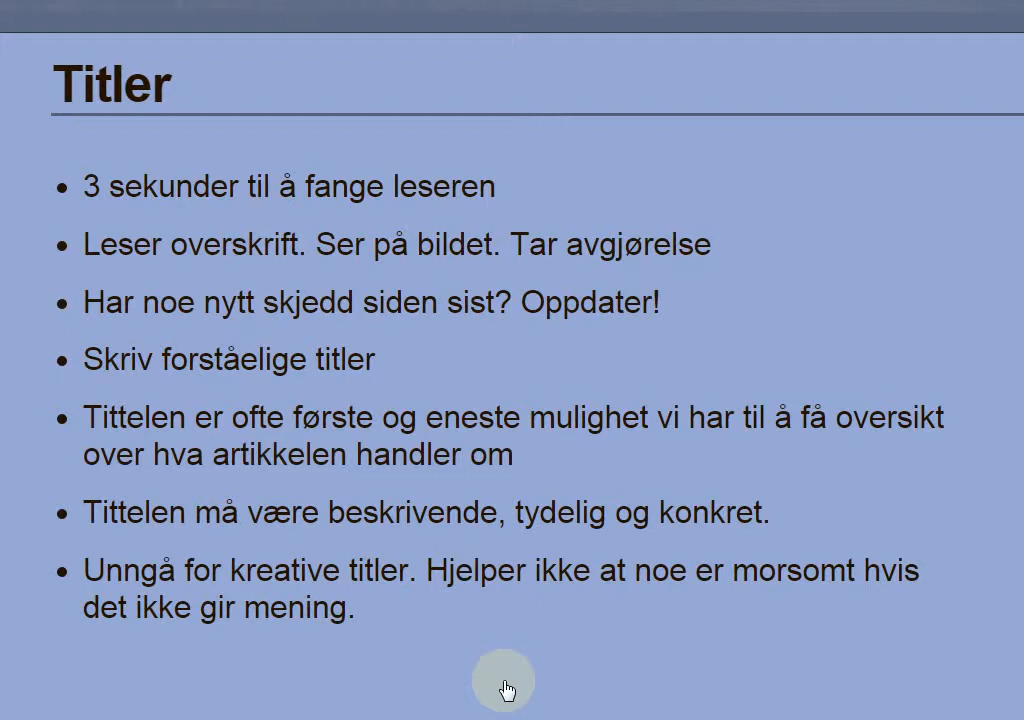 Titler
• 3 sekunder til å fange leseren
• Leser overskrift. Ser på bildet. Tar avgjørelse
• Har noe nytt skjedd siden sist? Oppdater!
• Skriv forståelige titler
• Tittelen er ofte første og eneste mulighet vi har til å få oversikt
over hva artikkelen handler om
• Tittelen må være beskrivende, tydelig og konkret.
• Unngå for kreative titler. Hjelper ikke at noe er morsomt hvis
det ikke gir mening.